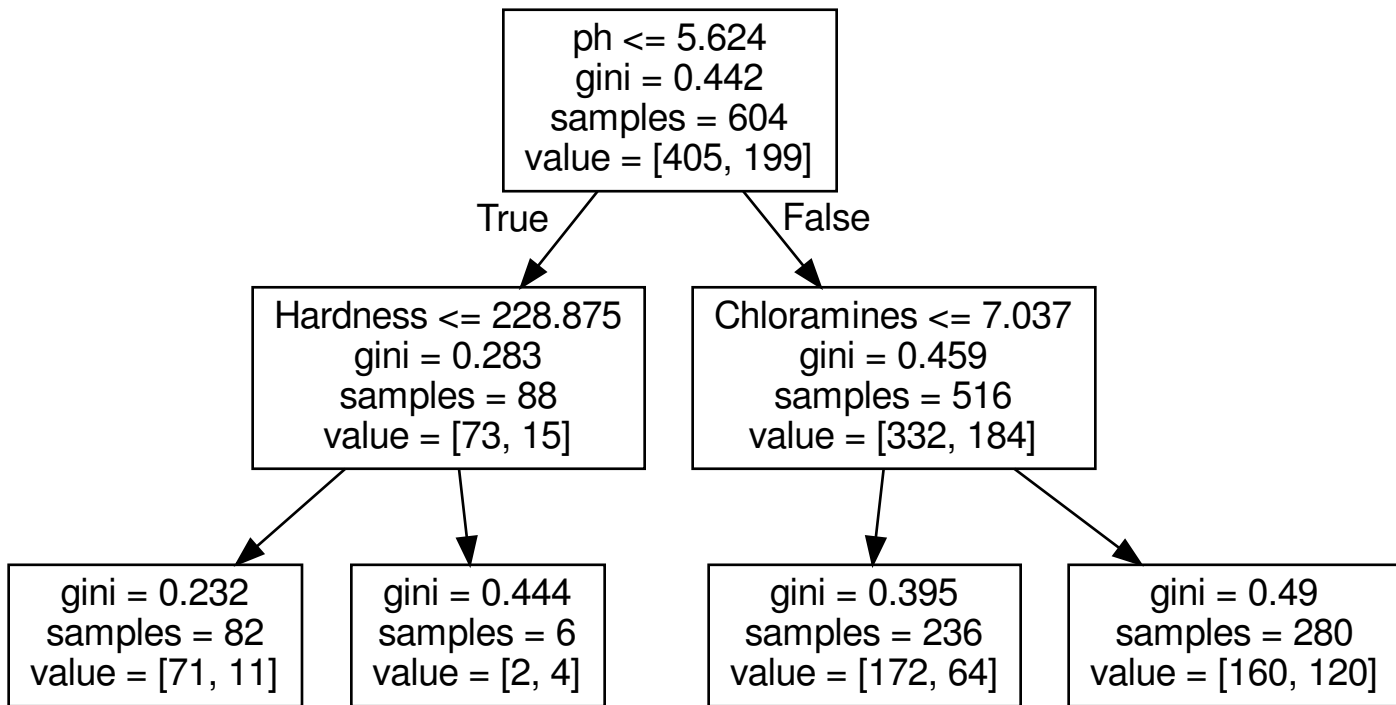 ph <= 5.624
gini = 0.442
samples = 604
value = [405, 199]
True
False
Hardness <= 228.875
gini = 0.283
samples = 88
value = [73, 15]
Chloramines <= 7.037
gini = 0.459
samples = 516
value = [332, 184]
gini = 0.232
samples = 82
value = [71, 11]
gini = 0.444
samples = 6
value = [2, 4]
gini = 0.395
samples = 236
value = [172, 64]
gini = 0.49
samples = 280
value = [160, 120]